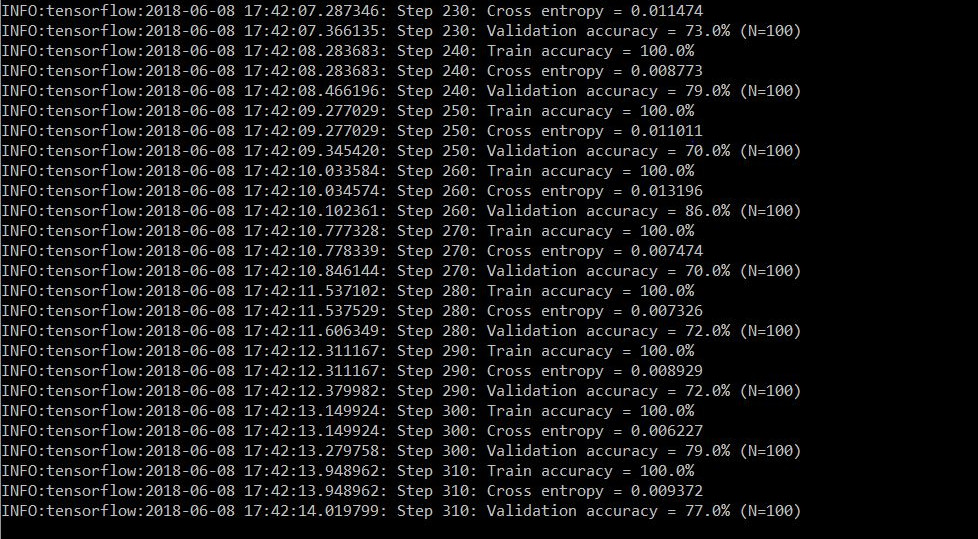 INFO:tensorflow:2018-06-08 17:42:07.287346: Step 230: Cross entropy = 0.011474
INFO:tensorflow:2018-06-08 17:42:07.366135: Step 230: Validation accuracy = 73.0% (N=100)
INFO:tensorflow:2018-06-08 17:42:08.283683: Step 240: Train accuracy = 100.0%
INFO:tensorflow:2018-06-08 17:42:08.283683: Step 240: Cross entropy = 0.008773
INFO:tensorflow:2018-06-08 17:42:08.466196: Step 240: Validation accuracy = 79.0% (N=100)
INFO:tensorflow:2018-06-08 17:42:09.277029: Step 250: Train accuracy = 100.0%
INFO:tensorflow:2018-06-08 17:42:09.277029: Step 250: Cross entropy = 0.011011
INFO:tensorflow:2018-06-08 17:42:09.345420: Step 250: Validation accuracy = 70.0% (N=100)
INFO:tensorflow:2018-06-08 17:42:10.033584: Step 260: Train accuracy = 100.0%
INFO:tensorflow:2018-06-08 17:42:10.034574: Step 260: Cross entropy = 0.013196
INFO:tensorflow:2018-06-08 17:42:10.102361: Step 260: Validation accuracy = 86.0% (N=100)
INFO:tensorflow:2018-06-08 17:42:10.777328: Step 270: Train accuracy = 100.0%
INFO:tensorflow:2018-06-08 17:42:10.778339: Step 270: Cross entropy = 0.007474
INFO:tensorflow:2018-06-08 17:42:10.846144: Step 270: Validation accuracy = 70.0% (N=100)
INFO:tensorflow:2018-06-08 17:42:11.537102: Step 280: Train accuracy = 100.0%
INFO:tensorflow:2018-06-08 17:42:11.537529: Step 280: Cross entropy = 0.007326
INFO:tensorflow:2018-06-08 17:42:11.606349: Step 280: Validation accuracy = 72.0% (N=100)
INFO:tensorflow:2018-06-08 17:42:12.311167: Step 290: Train accuracy = 100.0%
INFO:tensorflow:2018-06-08 17:42:12.311167: Step 290: Cross entropy = 0.008929
INFO:tensorflow:2018-06-08 17:42:12.379982: Step 290: Validation accuracy = 72.0% (N=100)
INFO:tensorflow:2018-06-08 17:42:13.149924: Step 300: Train accuracy = 100.0%
INFO:tensorflow:2018-06-08 17:42:13.149924: Step 300: Cross entropy = 0.006227
INFO:tensorflow:2018-06-08 17:42:13.279758: Step 300: Validation accuracy = 79.0% (N=100)
INFO:tensorflow:2018-06-08 17:42:13.948962: Step 310: Train accuracy = 100.0%
INFO:tensorflow:2018-06-08 17:42:13.948962: Step 310: Cross entropy = 0.009372
INFO:tensorflow:2018-06-08 17:42:14.019799: Step 310: Validation accuracy = 77.0% (N=100)